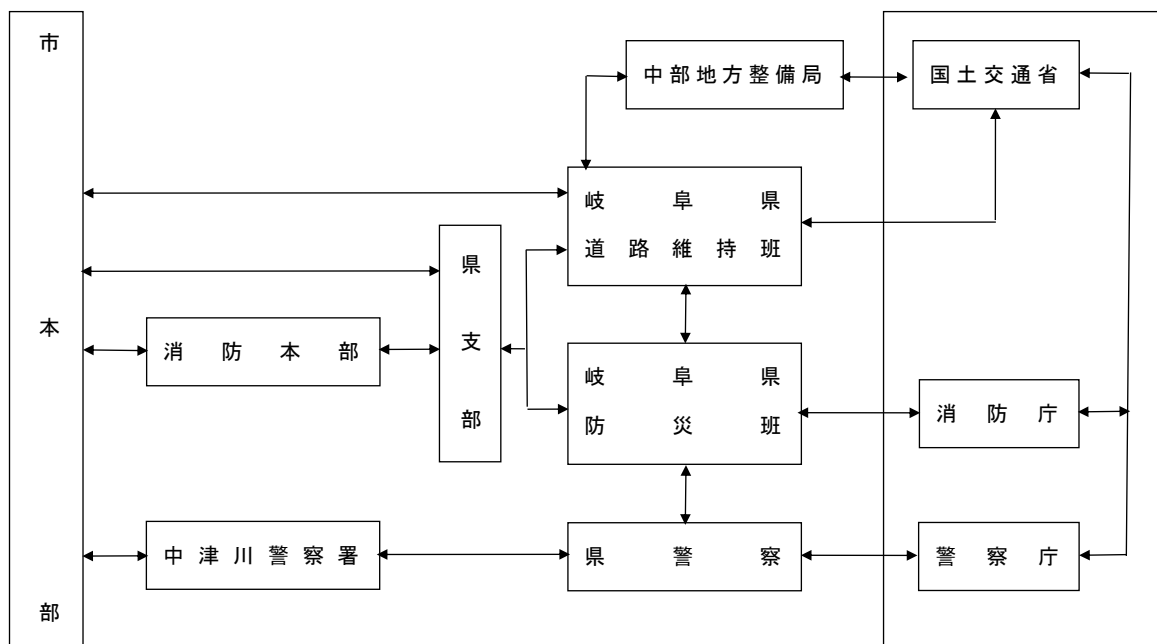 市本部
中部地方整備局
国土交通省
岐阜県
道路維持班
県支部
消防本部
岐阜県
防災班
消防庁
中津川警察署
県警察
警察庁